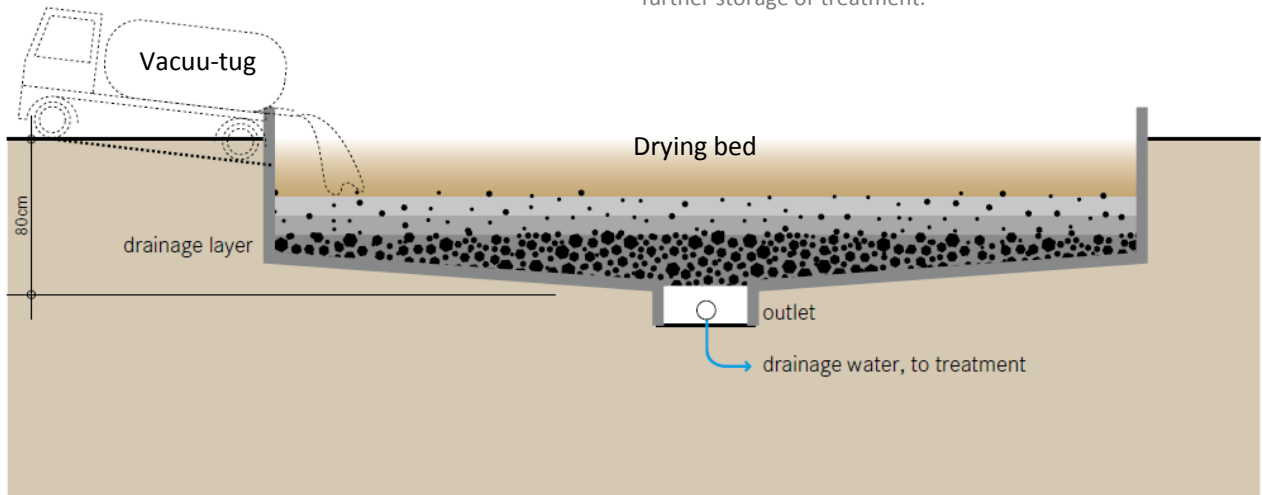 further storage or treatment.
Vacuu-tug
Drying bed
80cm
drainage layer
outlet
drainage water, to treatment